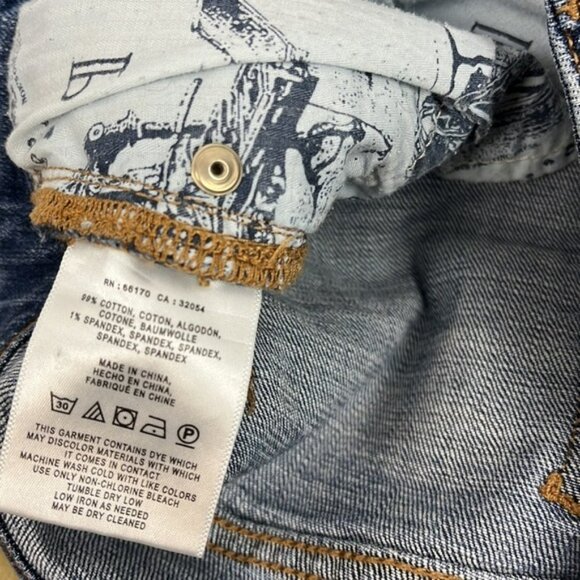 RN : 66170 CA : 32054
99% COTTON, COTON, ALGODÓN,
COTONE, BAUMWOLLE
1% SPANDEX, SPANDEX, SPANDEX,
SPANDEX, SPANDEX
MADE IN CHINA,
HECHO EN CHINA,
FABRIQUÉ EN CHINE
30 P
THIS GARMENT CONTAINS DYE WHICH
MAY DISCOLOR MATERIALS WITH WHICH
IT COMES IN CONTACT
MACHINE WASH COLD WITH LIKE COLORS
USE ONLY NON-CHLORINE BLEACH
TUMBLE DRY LOW
LOW IRON AS NEEDED
MAY BE DRY CLEANED